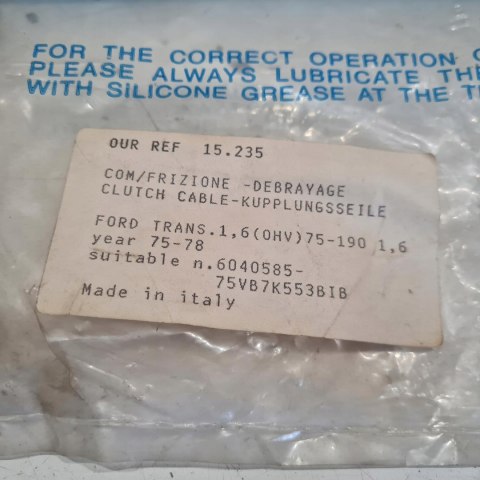 FOR THE CORRECT OPERATION
PLEASE ALWAYS LUBRICATE
WITH SILICONE GREASE AT THE
OUR REF 15.235
COM/FRIZIONE -DEBRAYAGE
CLUTCH CABLE-KUPPLUNGSSEILE
FORD TRANS.1,6(OHV)75-190 1,6
year 75-78
suitable n.6040585-
75VB7K553BIB
Made in italy